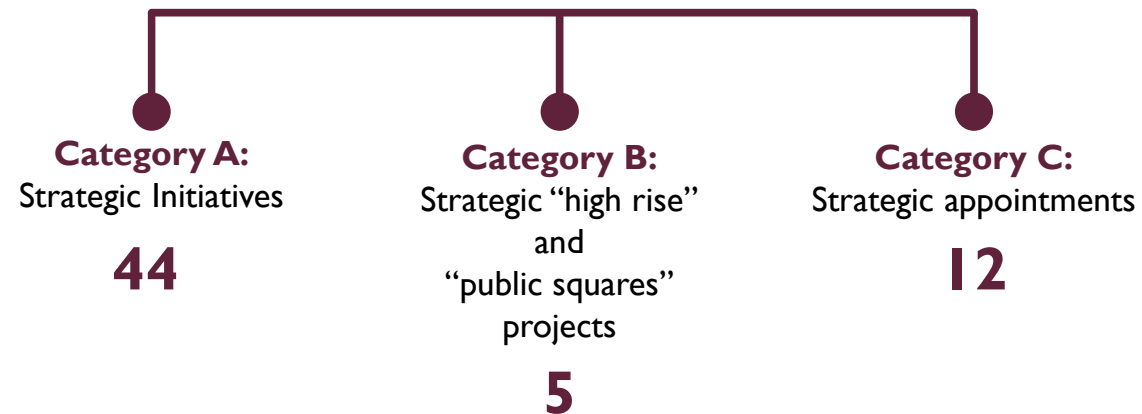 Category A:
Strategic Initiatives
44
Category B:
Strategic “high rise”
and
“public squares”
projects
5
Category C:
Strategic appointments
12